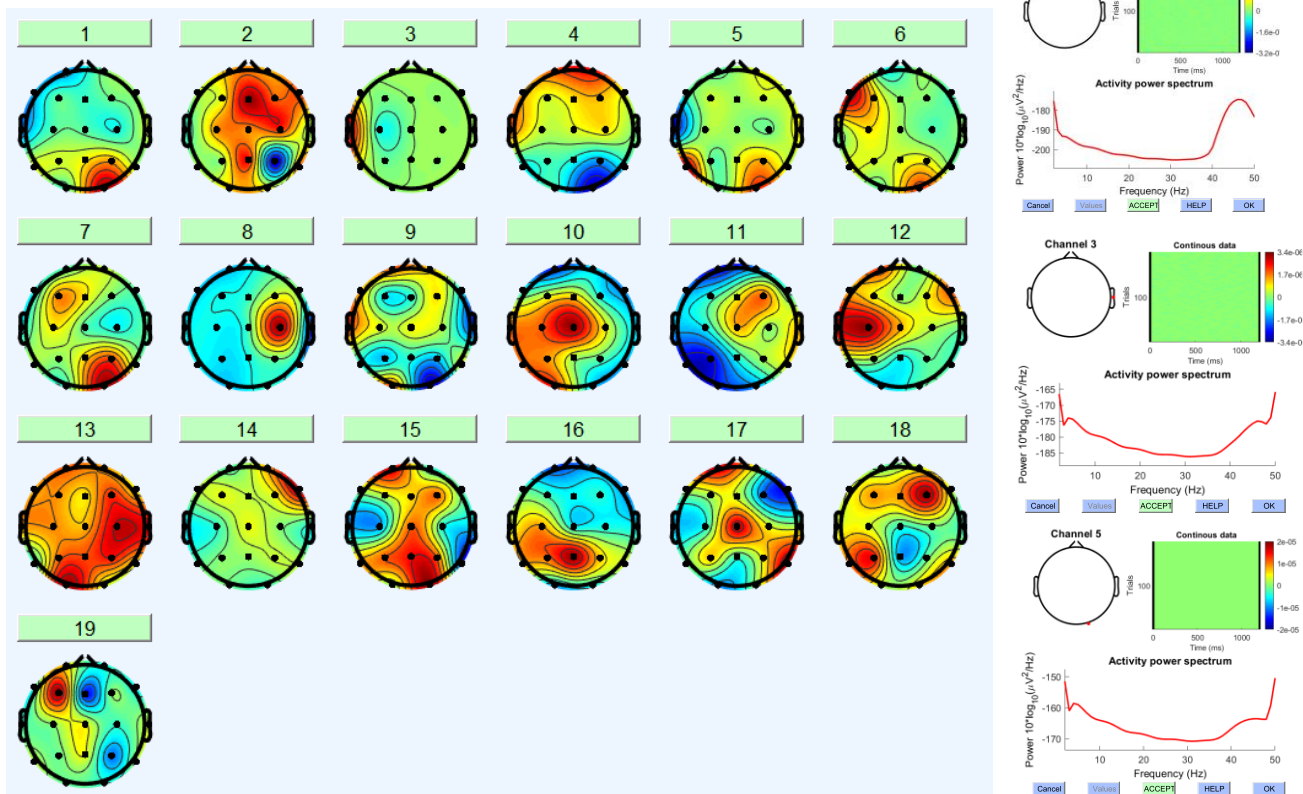 1 2 3 4 5 6
7 8 9 10 11 12
13 14 15 16 17 18
19
Trials
100
0
-1.6e-0
-3.2e-0
0 500 1000
Time (ms)
Activity power spectrum
Power 10*log10(μV2/Hz)
-180
-190
-200
10 20 30 40 50
Frequency (Hz)
Cancel Values ACCEPT HELP OK
Channel 3
Continous data
Trials
100
3.4e-06
1.7e-06
0
-1.7e-0
-3.4e-0
0 500 1000
Time (ms)
Activity power spectrum
Power 10*log10(μV2/Hz)
-165
-170
-175
-180
-185
10 20 30 40 50
Frequency (Hz)
Cancel Values ACCEPT HELP OK
Channel 5
Continous data
Trials
100
2e-05
1e-05
0
-1e-05
-2e-05
0 500 1000
Time (ms)
Activity power spectrum
Power 10*log10(μV2/Hz)
-150
-160
-170
10 20 30 40 50
Frequency (Hz)
Cancel Values ACCEPT HELP OK